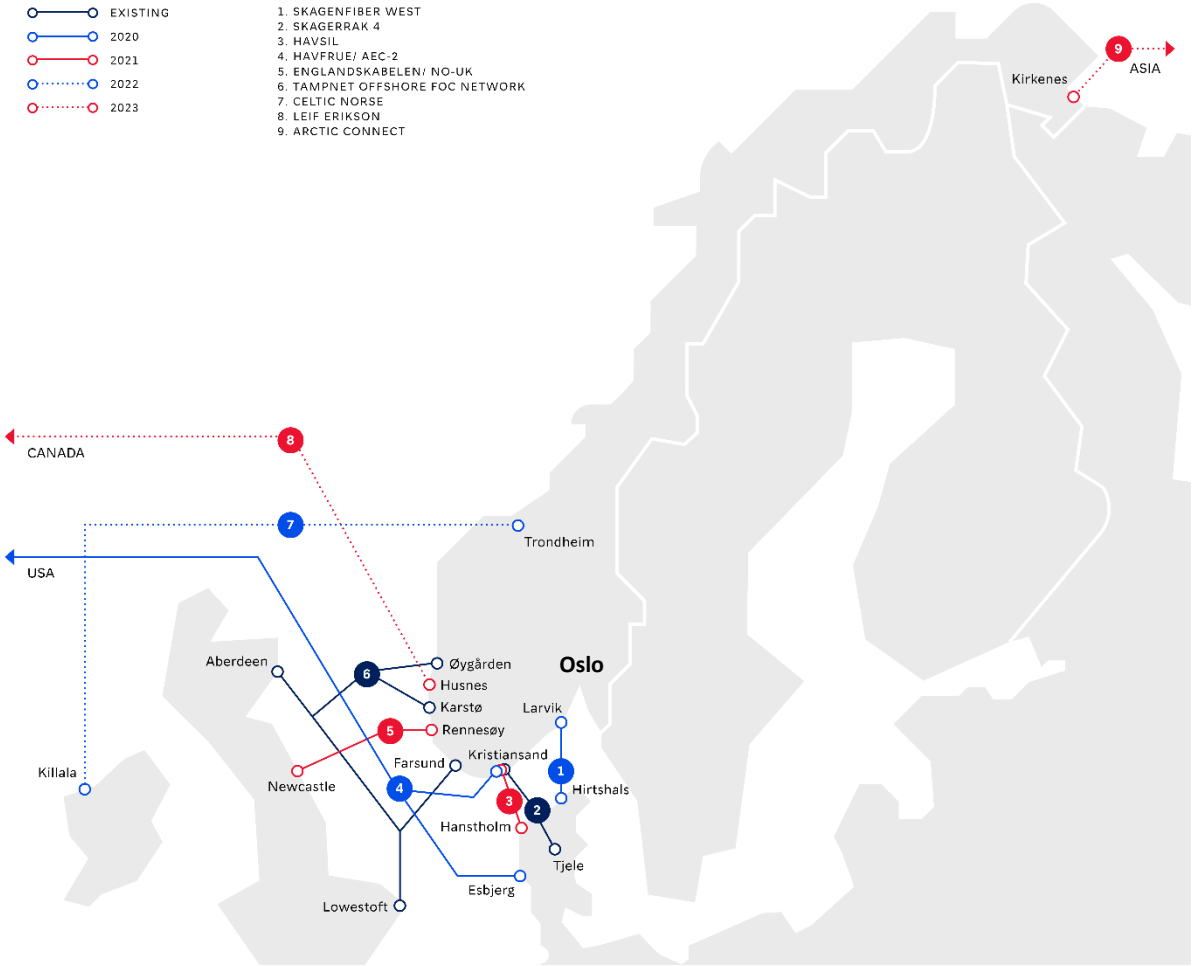 EXISTING
2020
2021
2022
2023
1. SKAGENFIBER WEST
2. SKAGERRAK 4
3. HAVSIL
4. HAVFRUE/ AEC-2
5. ENGLANDSKABELEN/ NO-UK
6. TAMPNET OFFSHORE FOC NETWORK
7. CELTIC NORSE
8. LEIF ERIKSON
9. ARCTIC CONNECT
9
ASIA
Kirkenes
8
CANADA
7
Trondheim
USA
Aberdeen
6
Øygården
Oslo
Husnes
Karstø
Larvik
5
Rennesøy
Farsund
Kristiansand
Killala
Newcastle
4
1
Hirtshals
3
2
Hanstholm
Tjele
Esbjerg
Lowestoft